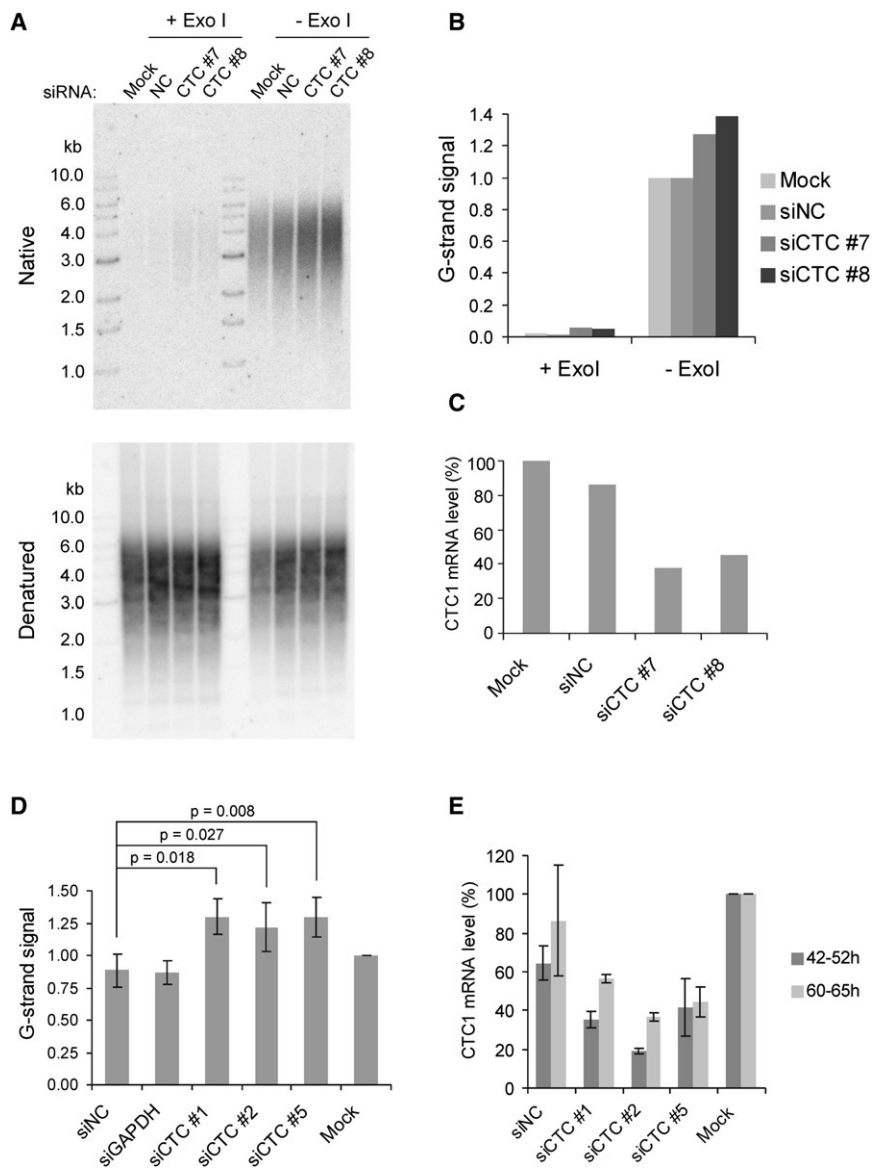 A
+ Exo I
- Exo I
siRNA:
Mock
NC
CTC #7
CTC #8
Mock
NC
CTC #7
CTC #8
kb
10.0
6.0
4.0
3.0
2.0
1.5
1.0
Native
kb
10.0
6.0
4.0
3.0
2.0
1.5
1.0
Denatured
B
G-strand signal
1.4
1.2
1.0
0.8
0.6
0.4
0.2
0.0
+ ExoI
- ExoI
Mock
siNC
siCTC #7
siCTC #8
C
CTC1 mRNA level (%)
100
80
60
40
20
0
Mock
siNC
siCTC #7
siCTC #8
D
p = 0.008
p = 0.027
p = 0.018
G-strand signal
1.50
1.25
1.00
0.75
0.50
0.25
0.00
siNC
siGAPDH
siCTC #1
siCTC #2
siCTC #5
Mock
E
CTC1 mRNA level (%)
120
100
80
60
40
20
0
siNC
siCTC #1
siCTC #2
siCTC #5
Mock
42-52h
60-65h